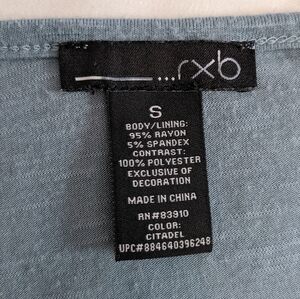 ...rxb
S
BODY/LINING:
95% RAYON
5% SPANDEX
CONTRAST:
100% POLYESTER
EXCLUSIVE OF
DECORATION
MADE IN CHINA
RN#83910
COLOR:
CITADEL
UPC#884640396248